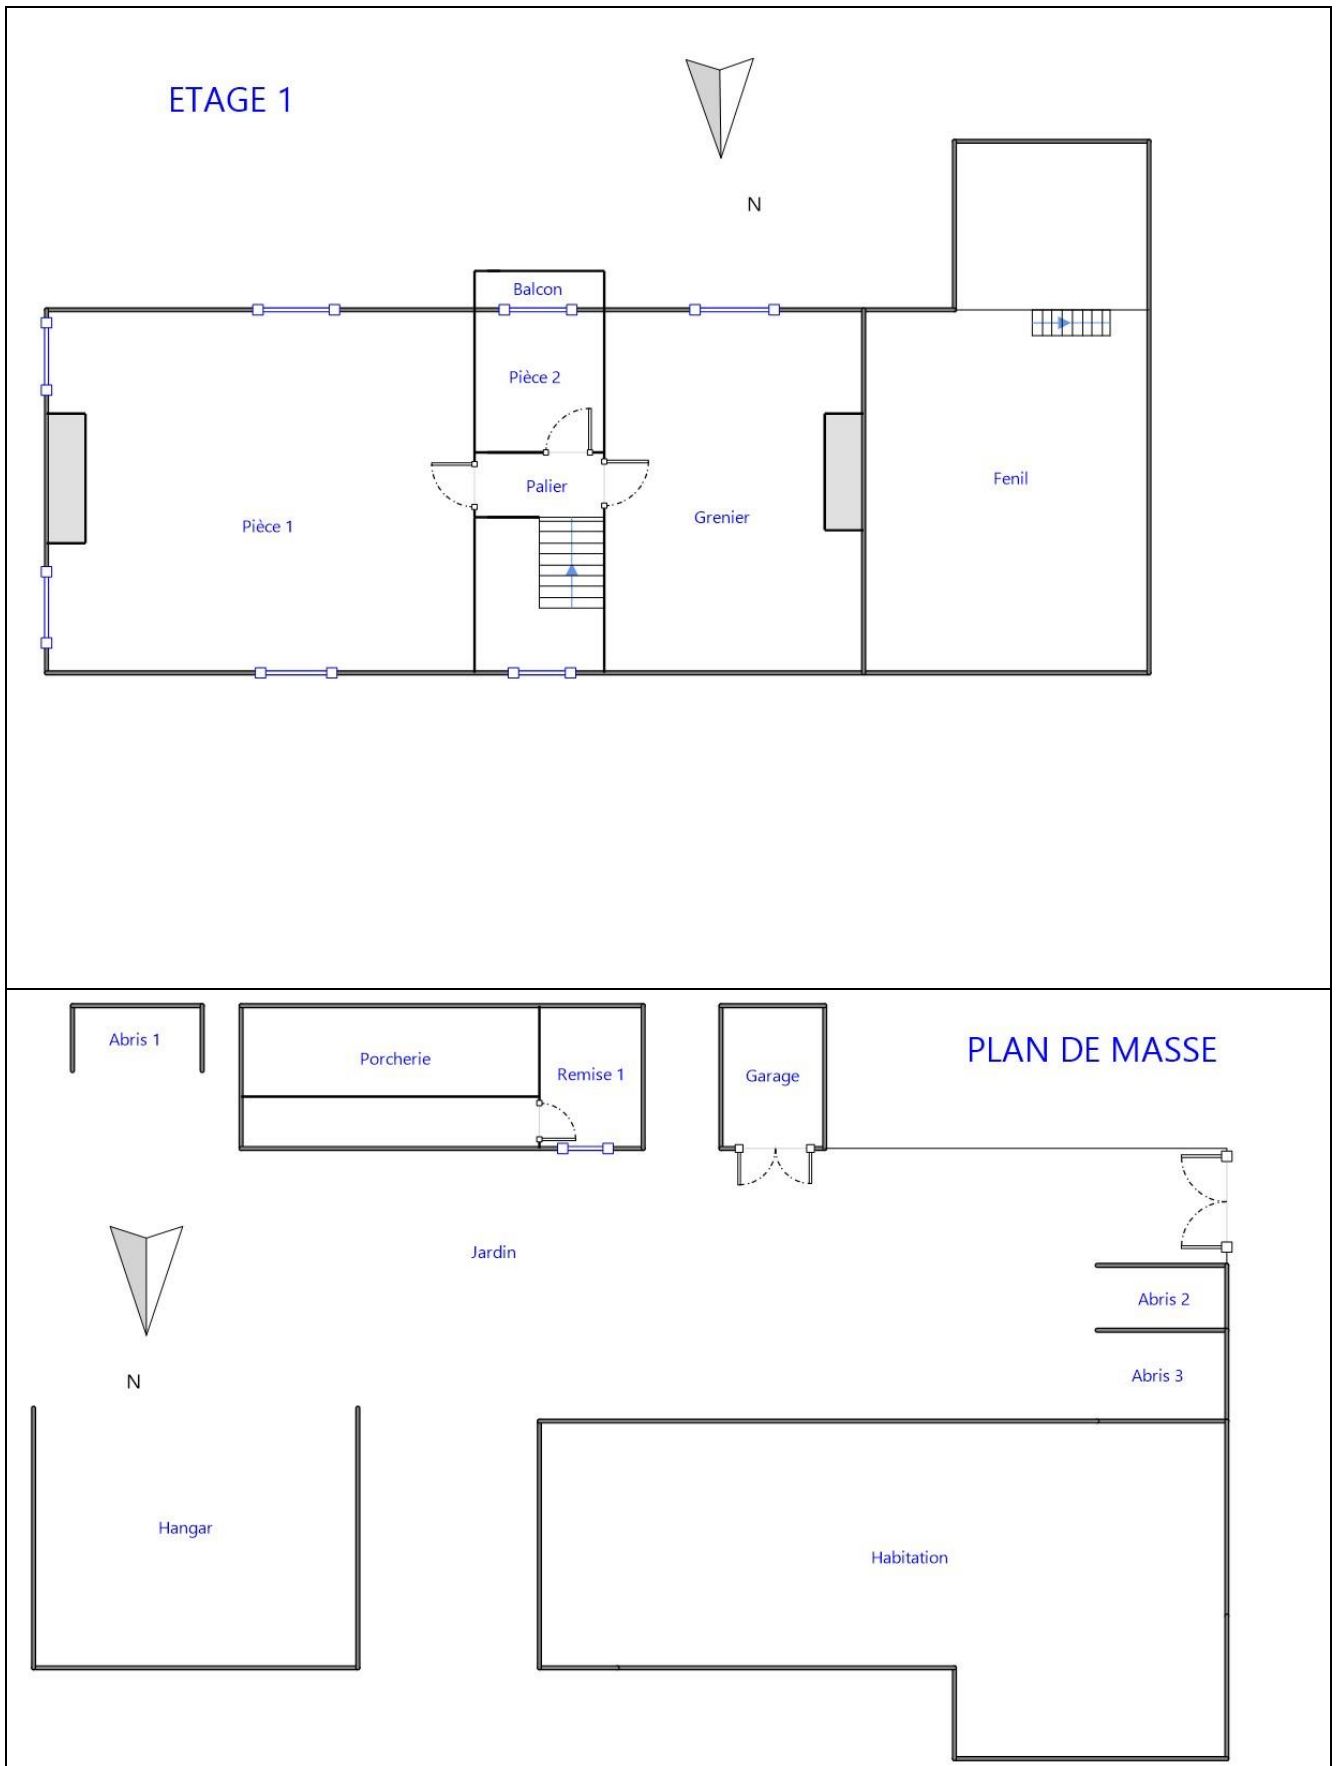 ETAGE 1
N
Balcon
Pièce 2
Palier
Fenil
Pièce 1
Grenier
Abris 1
Porcherie
Remise 1
Garage
PLAN DE MASSE
Jardin
Abris 2
Abris 3
N
Hangar
Habitation